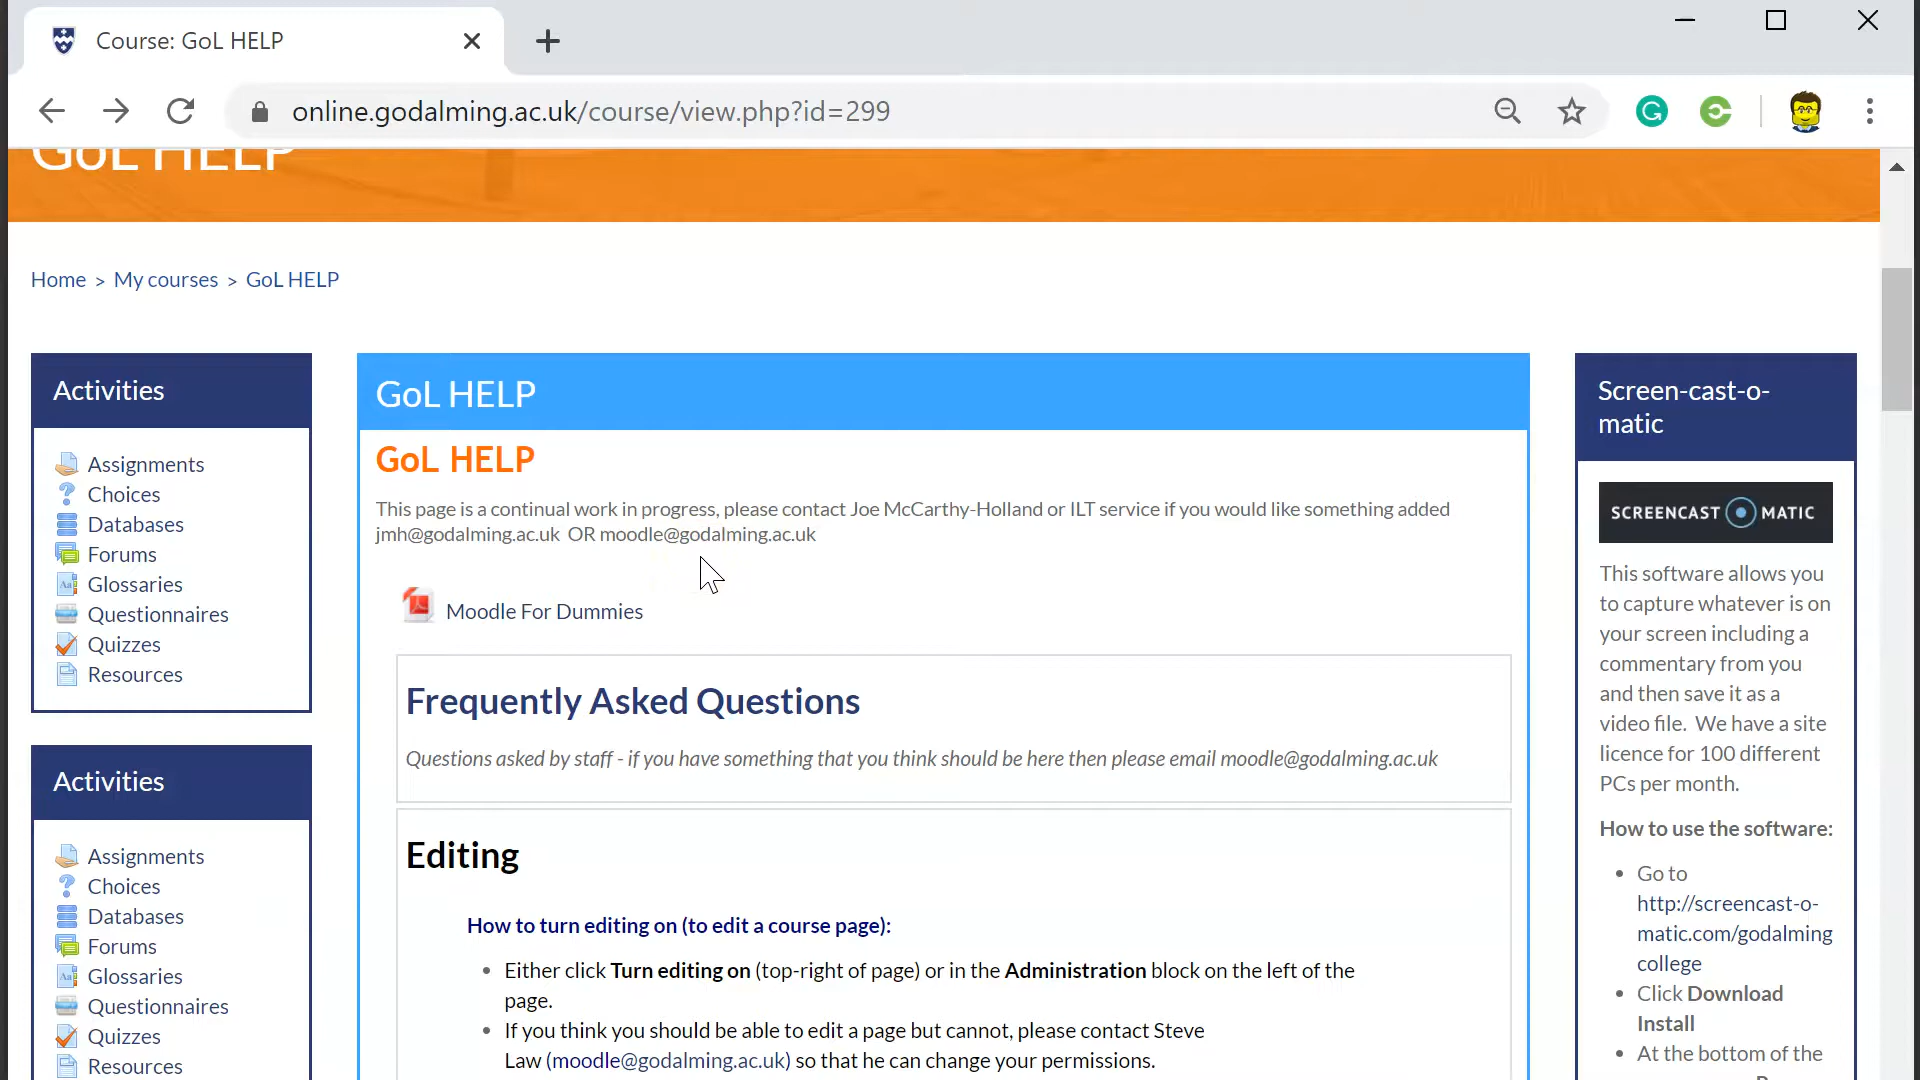 Course: GoL HELP
online.godalming.ac.uk/course/view.php?id=299
GoL HELP
Home > My courses > GoL HELP
Activities
Assignments
Choices
Databases
Forums
Glossaries
Questionnaires
Quizzes
Resources
Activities
Assignments
Choices
Databases
Forums
Glossaries
Questionnaires
Quizzes
Resources
GoL HELP
GoL HELP
This page is a continual work in progress, please contact Joe McCarthy-Holland or ILT service if you would like something added
jmh@godalming.ac.uk OR moodle@godalming.ac.uk
Moodle For Dummies
Frequently Asked Questions
Questions asked by staff - if you have something that you think should be here then please email moodle@godalming.ac.uk
Editing
How to turn editing on (to edit a course page):
Either click Turn editing on (top-right of page) or in the Administration block on the left of the
page.
If you think you should be able to edit a page but cannot, please contact Steve
Law (moodle@godalming.ac.uk) so that he can change your permissions.
Screen-cast-o-
matic
SCREENCAST MATIC
This software allows you
to capture whatever is on
your screen including a
commentary from you
and then save it as a
video file. We have a site
licence for 100 different
PCs per month.
How to use the software:
Go to
http://screencast-o-
matic.com/godalming
college
Click Download
Install
At the bottom of the